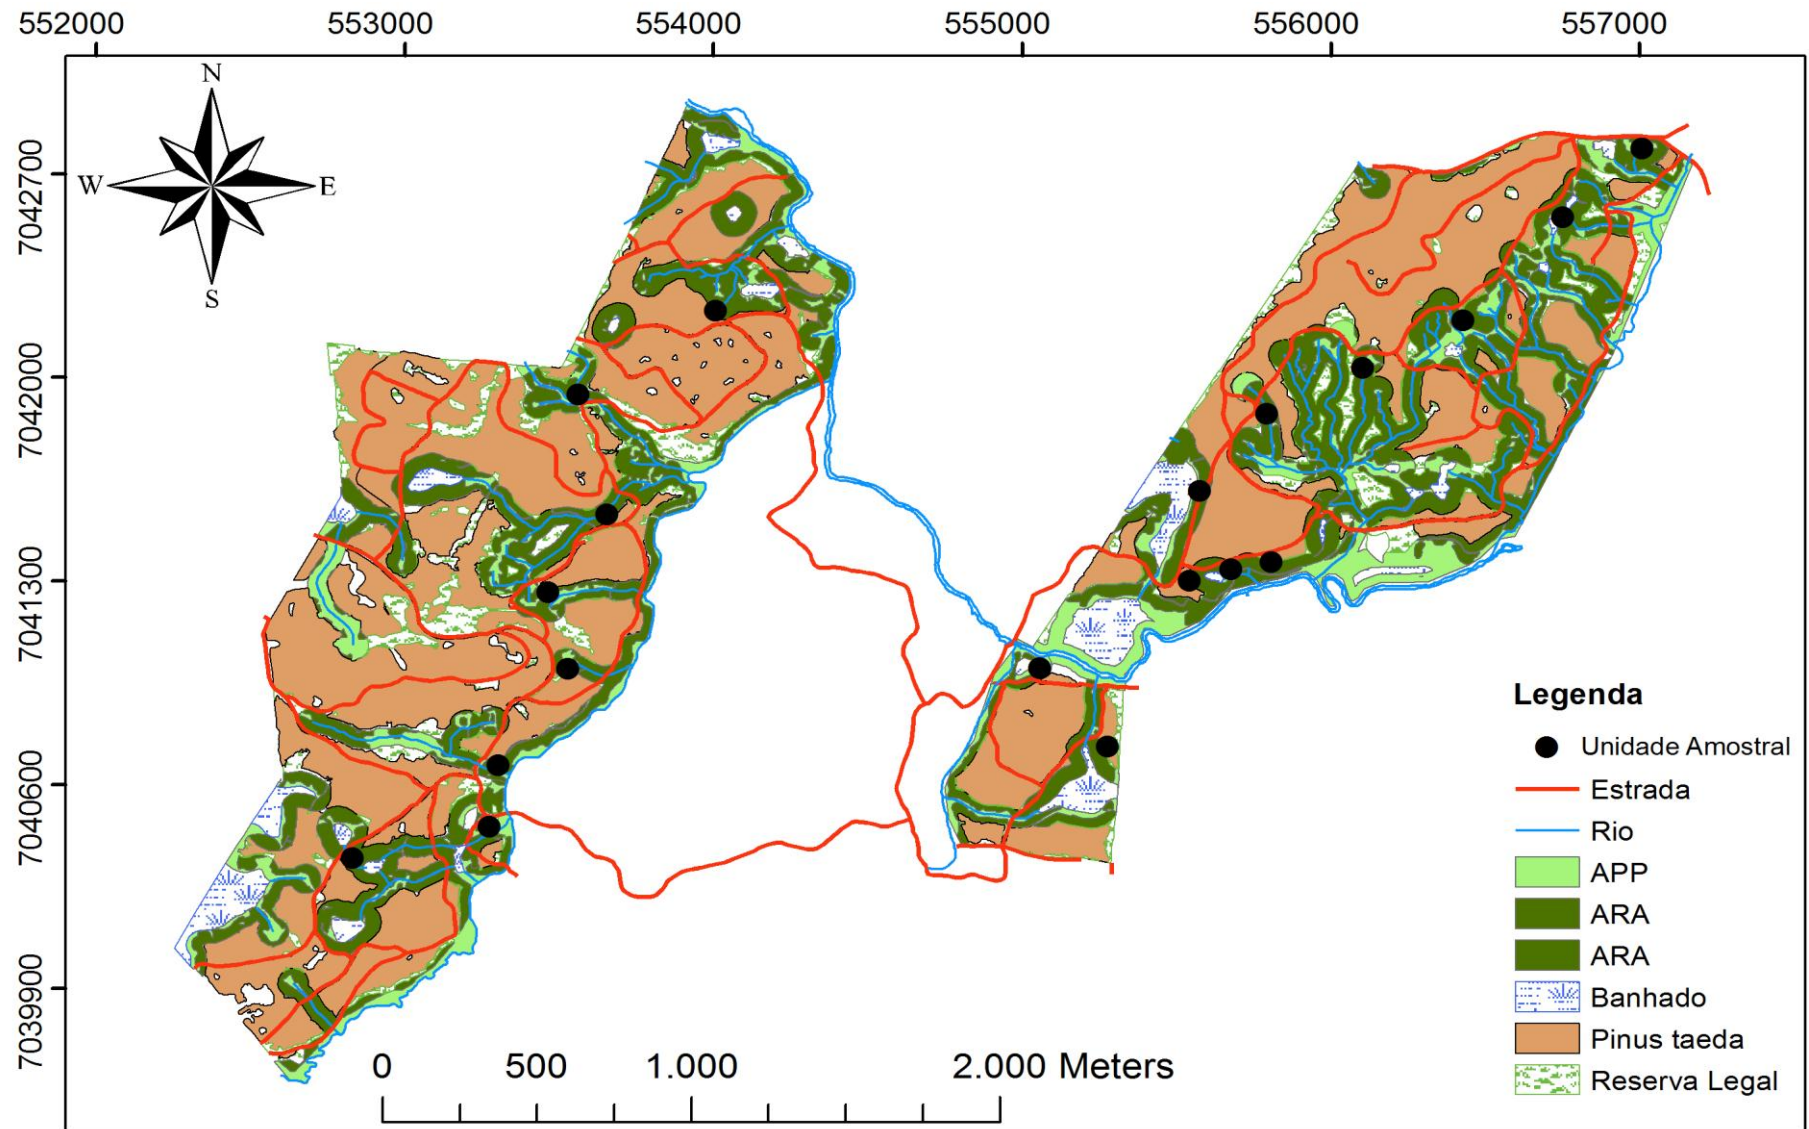 552000 553000 554000 555000 556000 557000
N
W E
S
7042700
7042000
7041300
7040600
7039900
Legenda
Unidade Amostral
Estrada
Rio
APP
ARA
ARA
Banhado
Pinus taeda
Reserva Legal
0 500 1.000 2.000 Meters